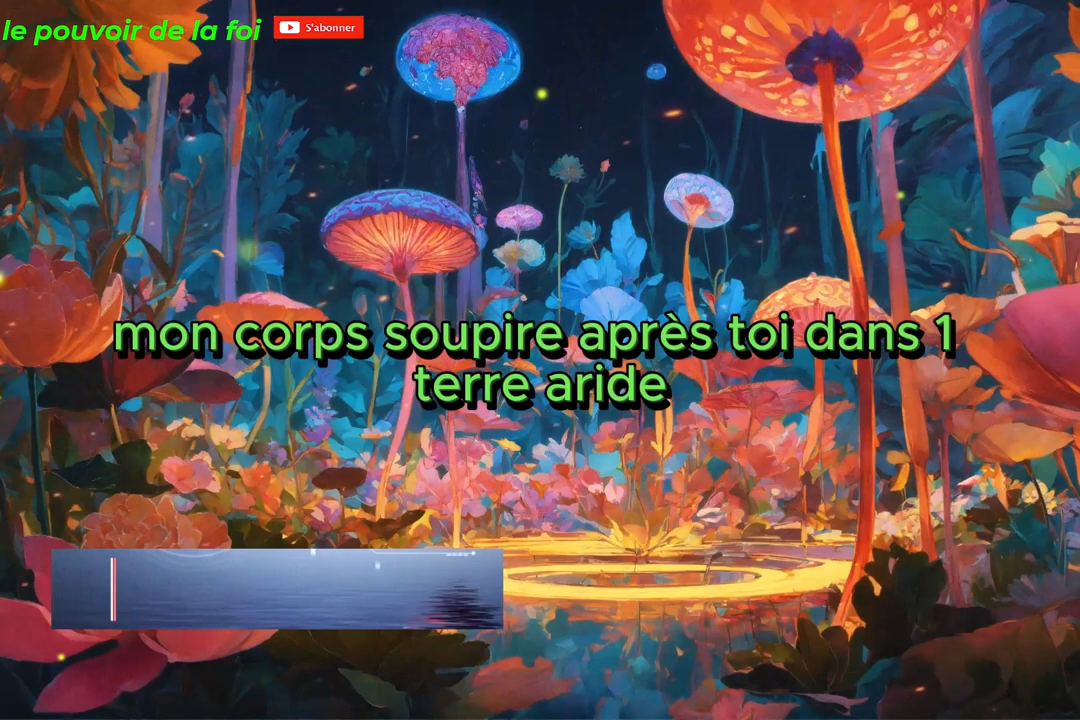 le pouvoir de la foi
S'abonner
mon corps soupire après toi dans 1
terre aride